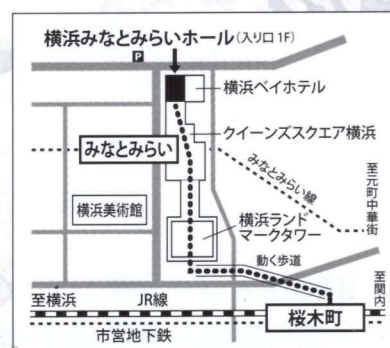 横浜みなとみらいホール(入り口1F)
P
横浜ベイホテル
クイーンズスクエア横浜
みなとみらい
みなとみらい線
至元町中華街
横浜美術館
横浜ランド
マークタワー
動く歩道
至関内
至横浜
JR線
桜木町
市営地下鉄